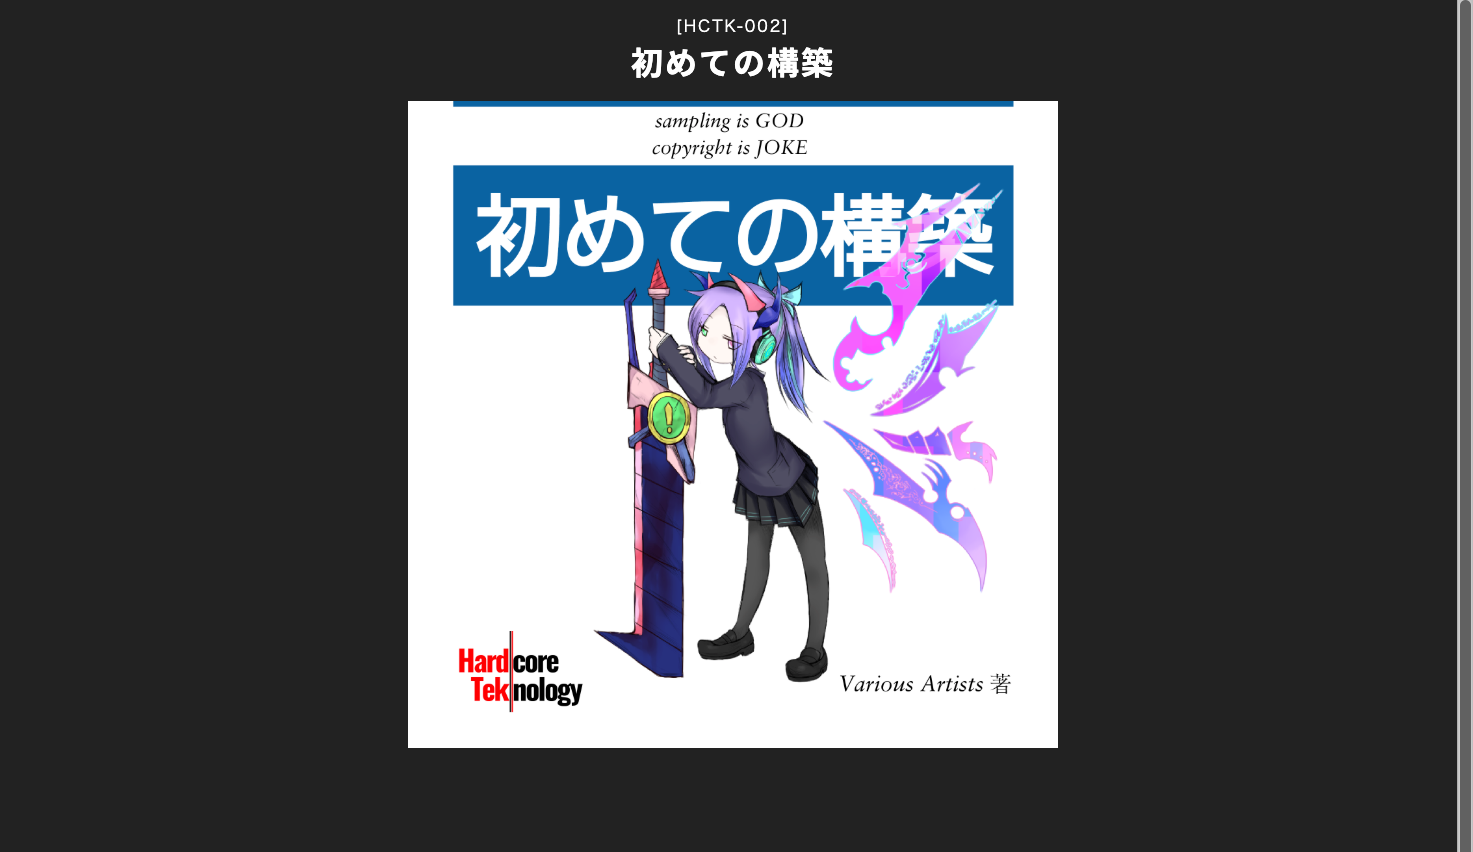 [HCTK-002]
初めての構築
sampling is GOD
copyright is JOKE
初めての構築
Hardcore
Teknology
Various Artists 著